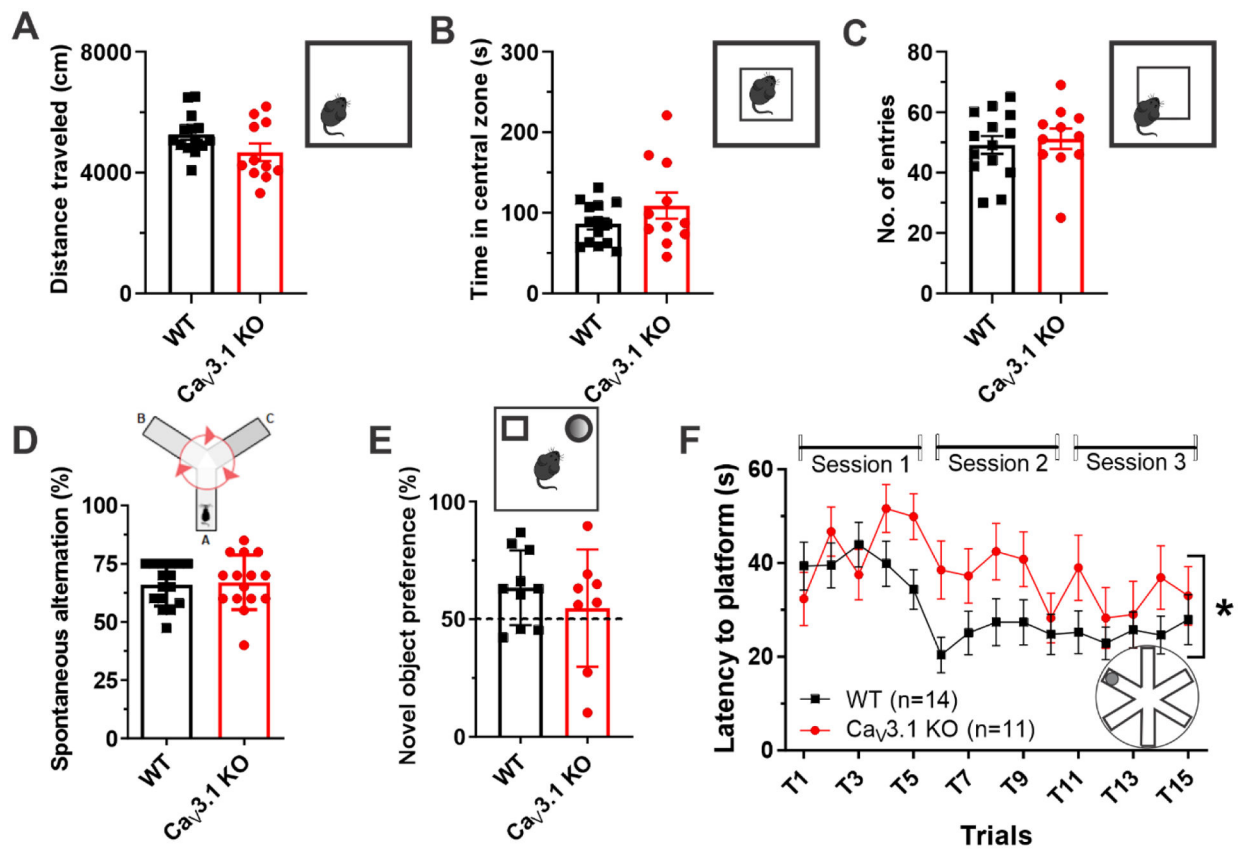 A
Distance traveled (cm)
8000
4000
0
WT
CaV3.1 KO
B
Time in central zone (s)
300
200
100
0
WT
CaV3.1 KO
C
No. of entries
80
60
40
20
0
WT
CaV3.1 KO
D
B
C
A
Spontaneous alternation (%)
100
75
50
25
0
WT
CaV3.1 KO
E
Novel object preference (%)
100
50
0
WT
CaV3.1 KO
F
Session 1
Session 2
Session 3
Latency to platform (s)
60
40
20
0
*
WT (n=14)
CaV3.1 KO (n=11)
T1
T3
T5
T7
T9
T11
T13
T15
Trials